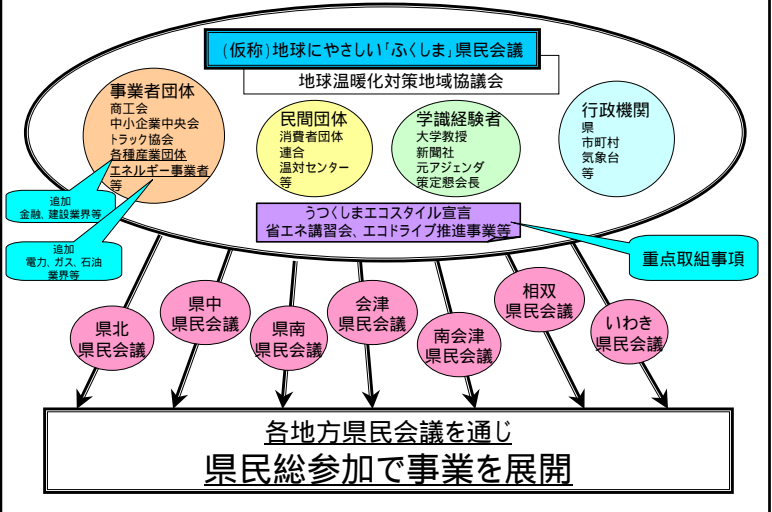 (仮称)地球にやさしい「ふくしま」県民会議
地球温暖化対策地域協議会
事業者団体
商工会
中小企業中央会
トラック協会
各種産業団体
エネルギー事業者
等
民間団体
消費者団体
連合
温対センター
等
学識経験者
大学教授
新聞社
元アジェンダ
策定懇会長
行政機関
県
市町村
気象台
等
追加
金融、建設業界等
追加
電力、ガス、石油
業界等
うつくしまエコスタイル宣言
省エネ講習会、エコドライブ推進事業等
重点取組事項
県北
県民会議
県中
県民会議
県南
県民会議
会津
県民会議
南会津
県民会議
相双
県民会議
いわき
県民会議
各地方県民会議を通じ
県民総参加で事業を展開